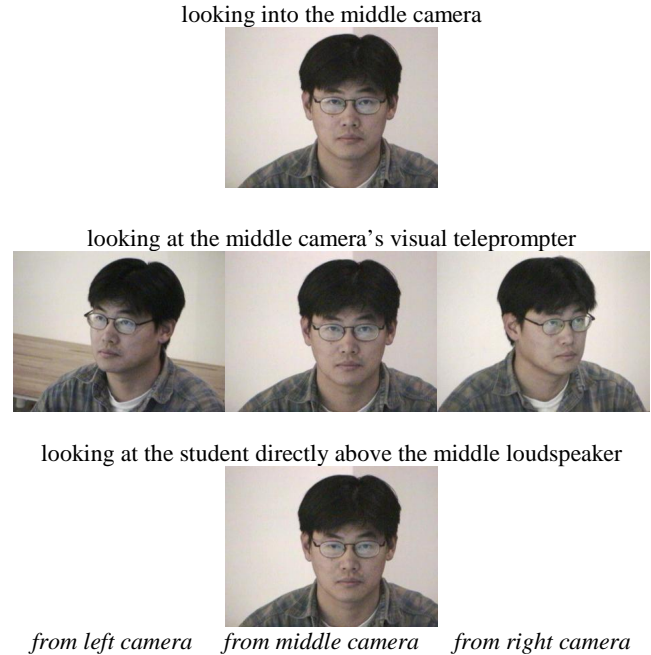 looking into the middle camera
looking at the middle camera’s visual teleprompter
looking at the student directly above the middle loudspeaker
from left camera from middle camera from right camera